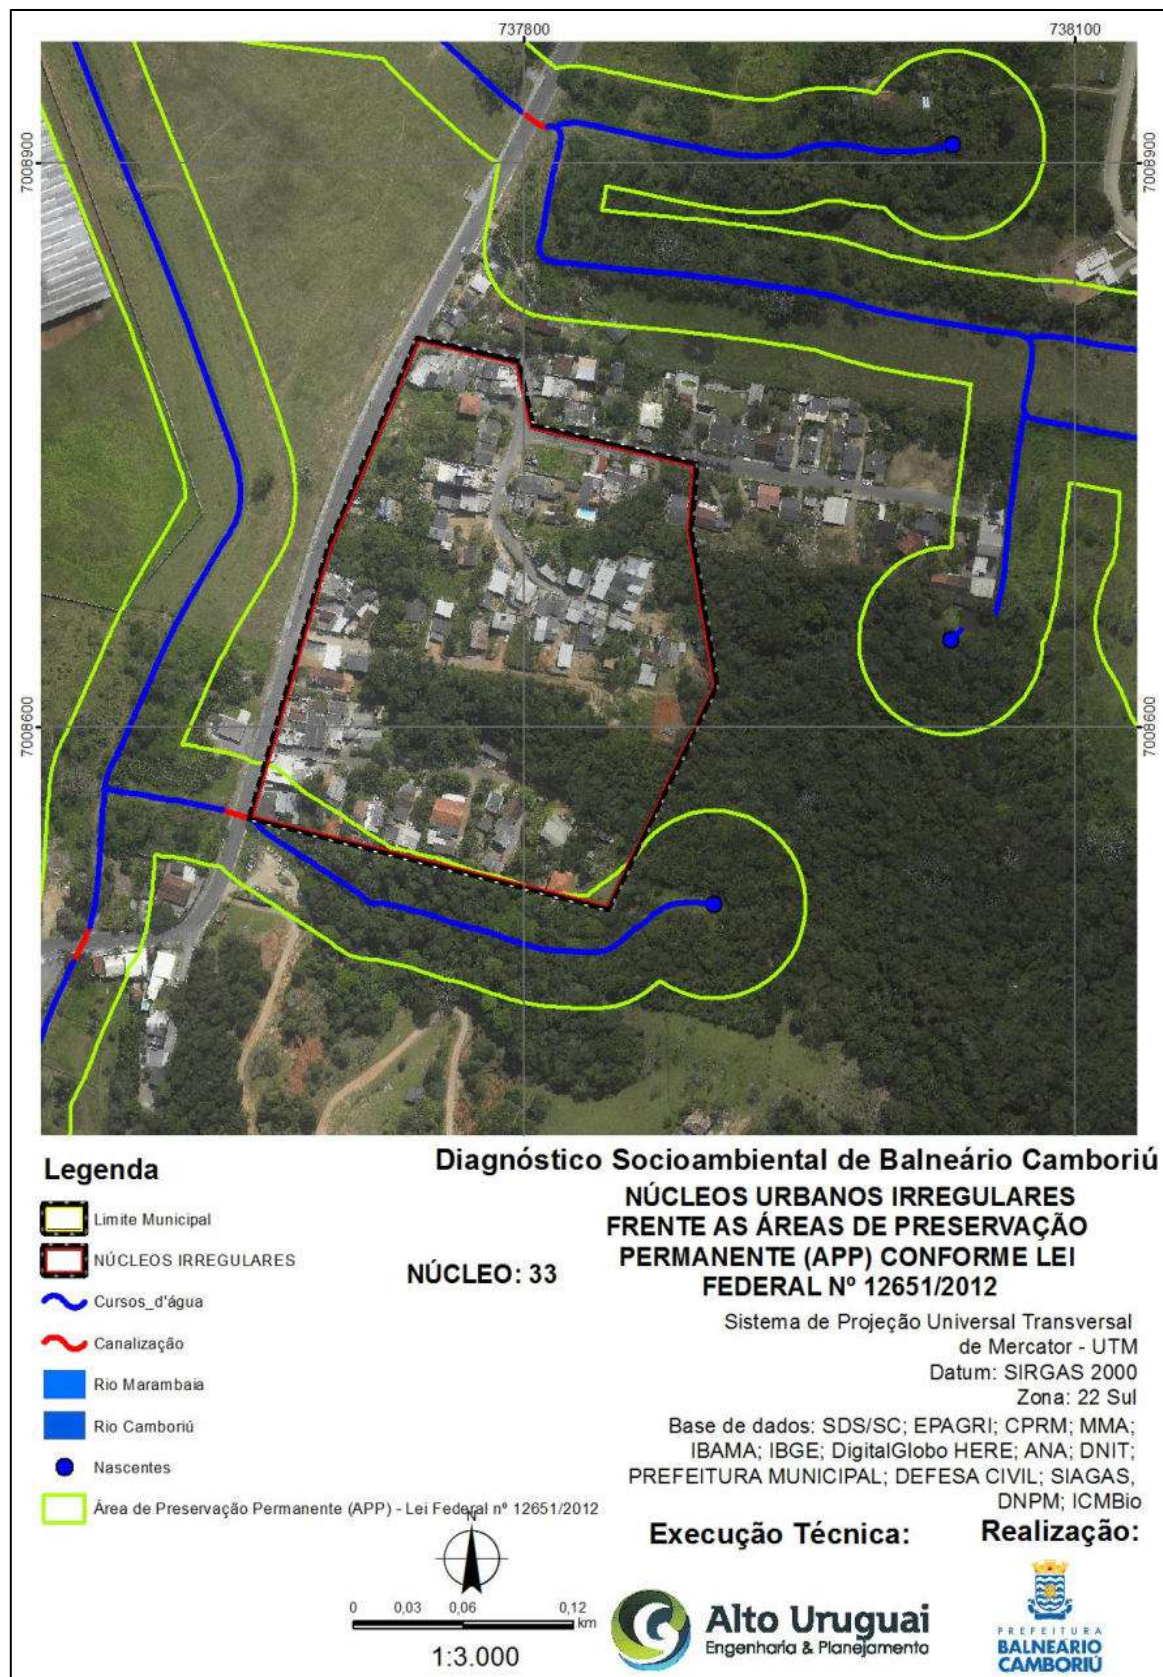 737800
738100
7008900
7008900
7008600
7008600
Legenda
Limite Municipal
NÚCLEOS IRREGULARES
Cursos_d'água
Canalização
Rio Marambaia
Rio Camboriú
Nascentes
Área de Preservação Permanente (APP) - Lei Federal nº 12651/2012
Diagnóstico Socioambiental de Balneário Camboriú
NÚCLEO: 33
NÚCLEOS URBANOS IRREGULARES
FRENTE AS ÁREAS DE PRESERVAÇÃO
PERMANENTE (APP) CONFORME LEI
FEDERAL Nº 12651/2012
Sistema de Projeção Universal Transversal
de Mercator - UTM
Datum: SIRGAS 2000
Zona: 22 Sul
Base de dados: SDS/SC; EPAGRI; CPRM; MMA;
IBAMA; IBGE; DigitalGlobo HERE; ANA; DNIT;
PREFEITURA MUNICIPAL; DEFESA CIVIL; SIAGAS,
DNPM; ICMBio
N
0 0,03 0,06 0,12
km
1:3.000
Execução Técnica:
Alto Uruguai
Engenharia & Planejamento
Realização:
PREFEITURA
BALNEÁRIO
CAMBORIÚ